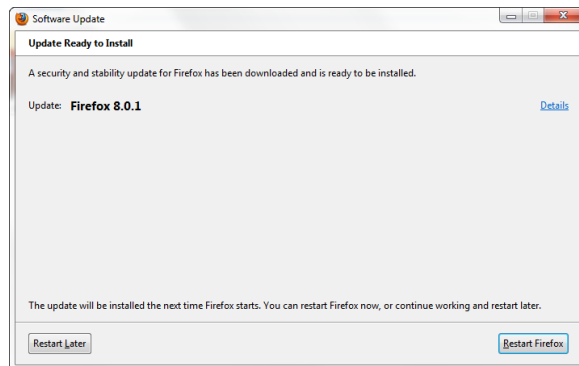 Software Update
Update Ready to Install
A security and stability update for Firefox has been downloaded and is ready to be installed.
Update: Firefox 8.0.1 Details
The update will be installed the next time Firefox starts. You can restart Firefox now, or continue working and restart later.
Restart Later Restart Firefox